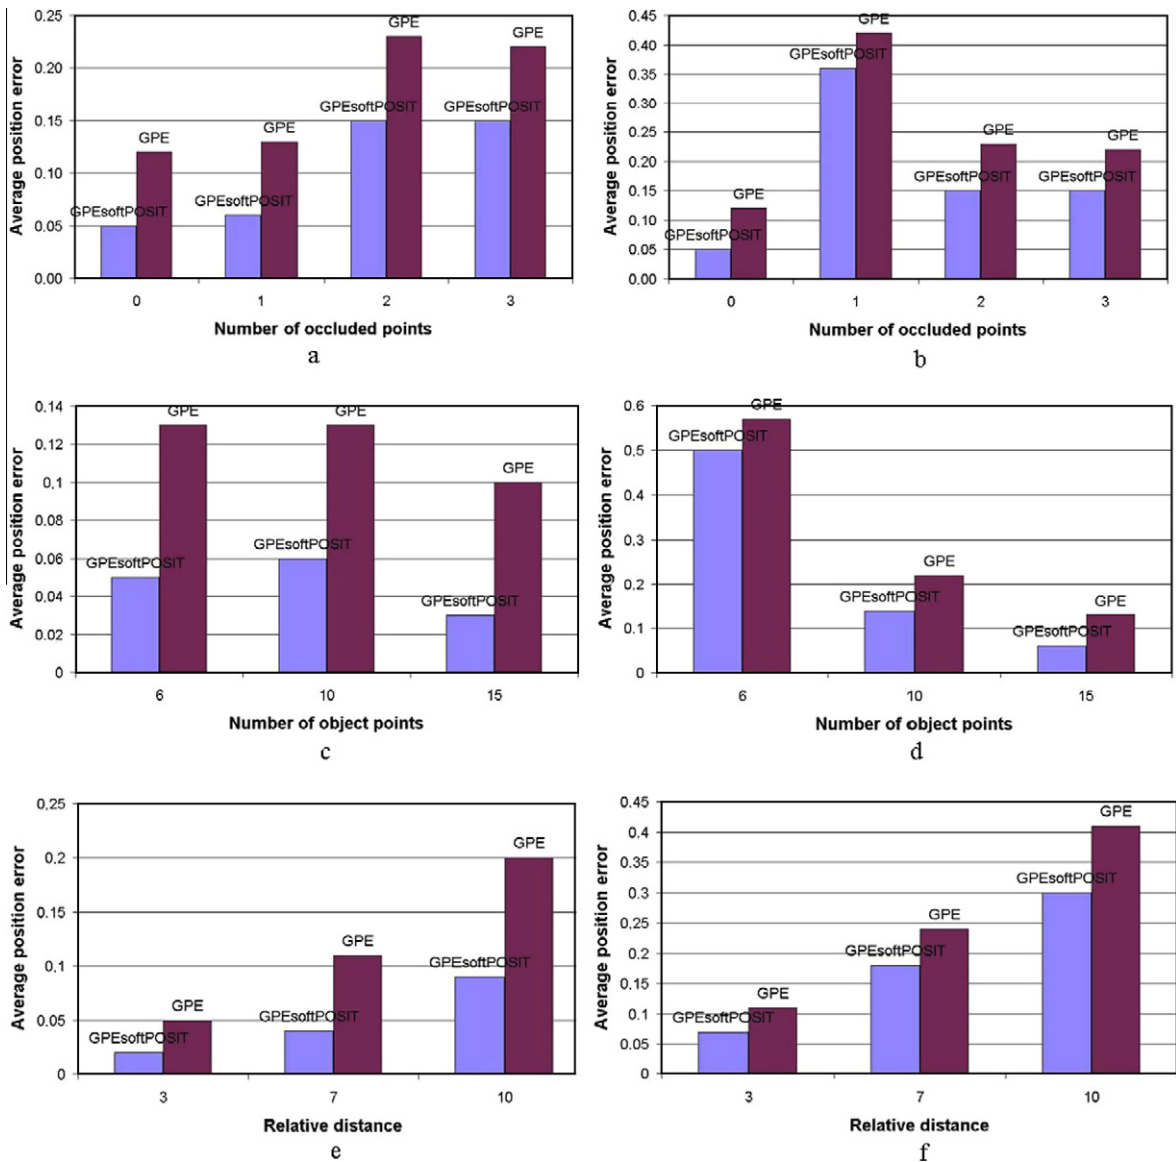 Average position error
0.25
0.20
0.15
0.10
0.05
0.00
GPEsoftPOSIT
GPE
GPEsoftPOSIT
GPE
GPEsoftPOSIT
GPE
GPEsoftPOSIT
GPE
0 1 2 3
Number of occluded points
a
Average position error
0.45
0.40
0.35
0.30
0.25
0.20
0.15
0.10
0.05
0.00
GPEsoftPOSIT
GPE
GPEsoftPOSIT
GPE
GPEsoftPOSIT
GPE
GPEsoftPOSIT
GPE
0 1 2 3
Number of occluded points
b
Average position error
0.14
0.12
0,1
0.08
0.06
0.04
0.02
0
GPEsoftPOSIT
GPE
GPEsoftPOSIT
GPE
GPEsoftPOSIT
GPE
6 10 15
Number of object points
c
Average position error
0.6
0.5
0.4
0.3
0.2
0.1
0
GPEsoftPOSIT
GPE
GPEsoftPOSIT
GPE
GPEsoftPOSIT
GPE
6 10 15
Number of object points
d
Average position error
0,25
0.2
0.15
0.1
0.05
0
GPEsoftPOSIT
GPE
GPEsoftPOSIT
GPE
GPEsoftPOSIT
GPE
3 7 10
Relative distance
e
Average position error
0.45
0.4
0.35
0.3
0.25
0.2
0.15
0.1
0.05
0
GPEsoftPOSIT
GPE
GPEsoftPOSIT
GPE
GPEsoftPOSIT
GPE
3 7 10
Relative distance
f